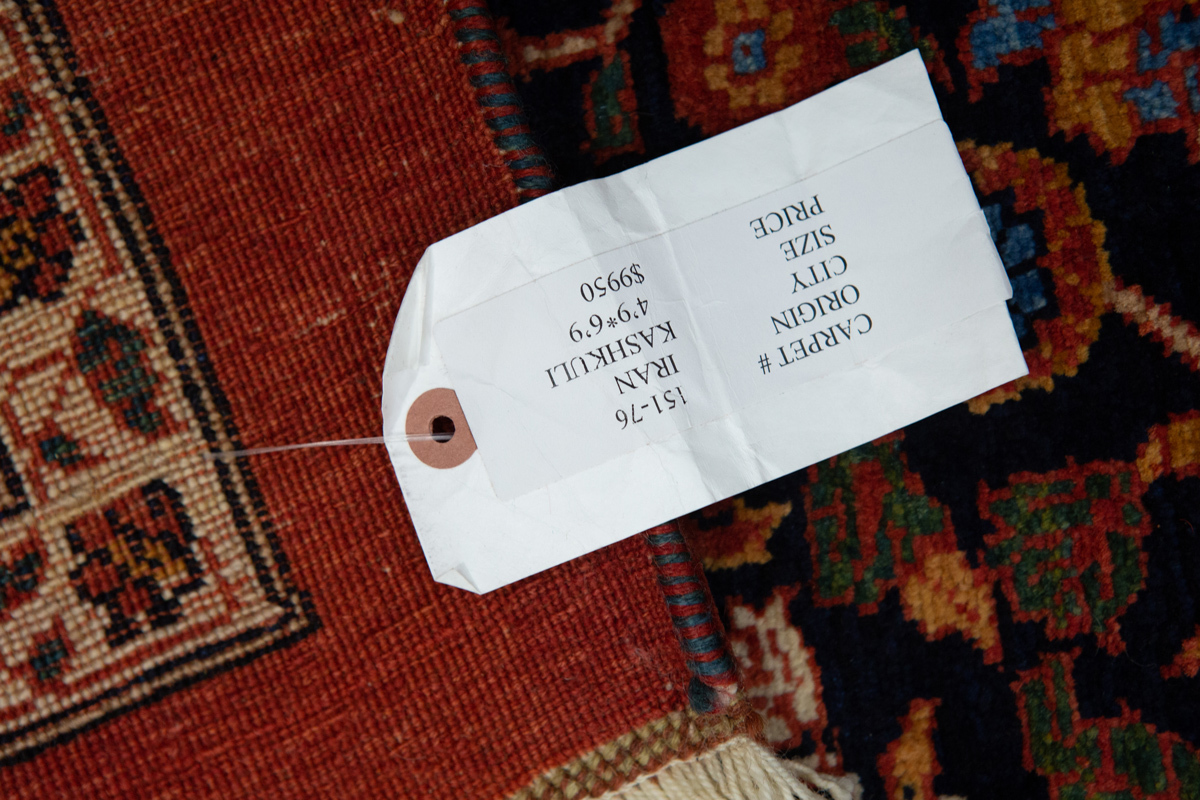 CARPET # 151-76
ORIGIN IRAN
CITY KASHKULI
SIZE 4'9*6'9
PRICE $9950